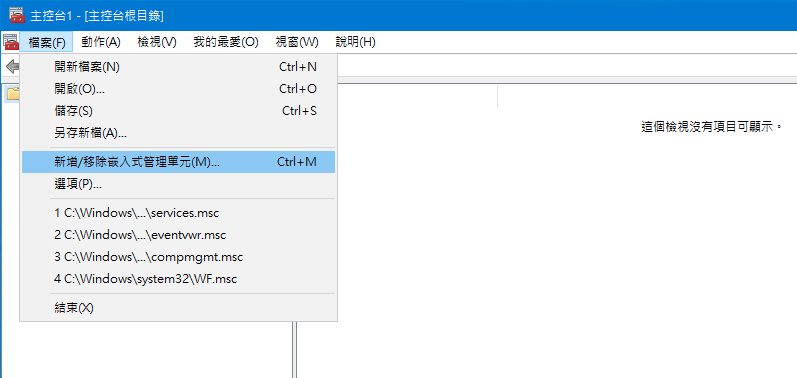 主控台1 - [主控台根目錄]
檔案(F) 動作(A) 檢視(V) 我的最愛(O) 視窗(W) 說明(H)
開新檔案(N) Ctrl+N
開啟(O)... Ctrl+O
儲存(S) Ctrl+S
另存新檔(A)...
新增/移除嵌入式管理單元(M)... Ctrl+M
選項(P)...
1 C:\Windows\...\services.msc
2 C:\Windows\...\eventvwr.msc
3 C:\Windows\...\compmgmt.msc
4 C:\Windows\system32\WF.msc
結束(X)
這個檢視沒有項目可顯示。